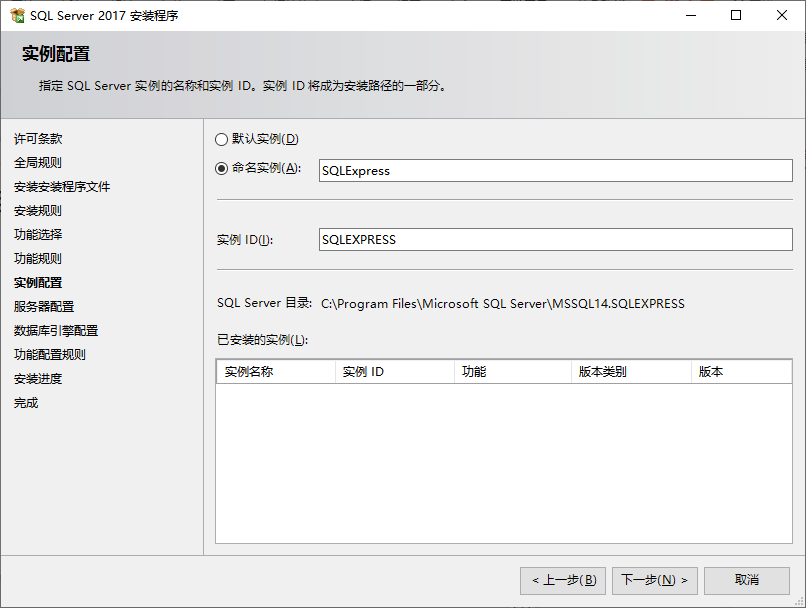 SQL Server 2017 安装程序
实例配置
指定 SQL Server 实例的名称和实例 ID。实例 ID 将成为安装路径的一部分。
许可条款
全局规则
安装安装程序文件
安装规则
功能选择
功能规则
实例配置
服务器配置
数据库引擎配置
功能配置规则
安装进度
完成
默认实例(D)
命名实例(A): SQLExpress
实例 ID(I): SQLEXPRESS
SQL Server 目录: C:\Program Files\Microsoft SQL Server\MSSQL14.SQLEXPRESS
已安装的实例(L):
实例名称 实例 ID 功能 版本类别 版本
< 上一步(B) 下一步(N) > 取消